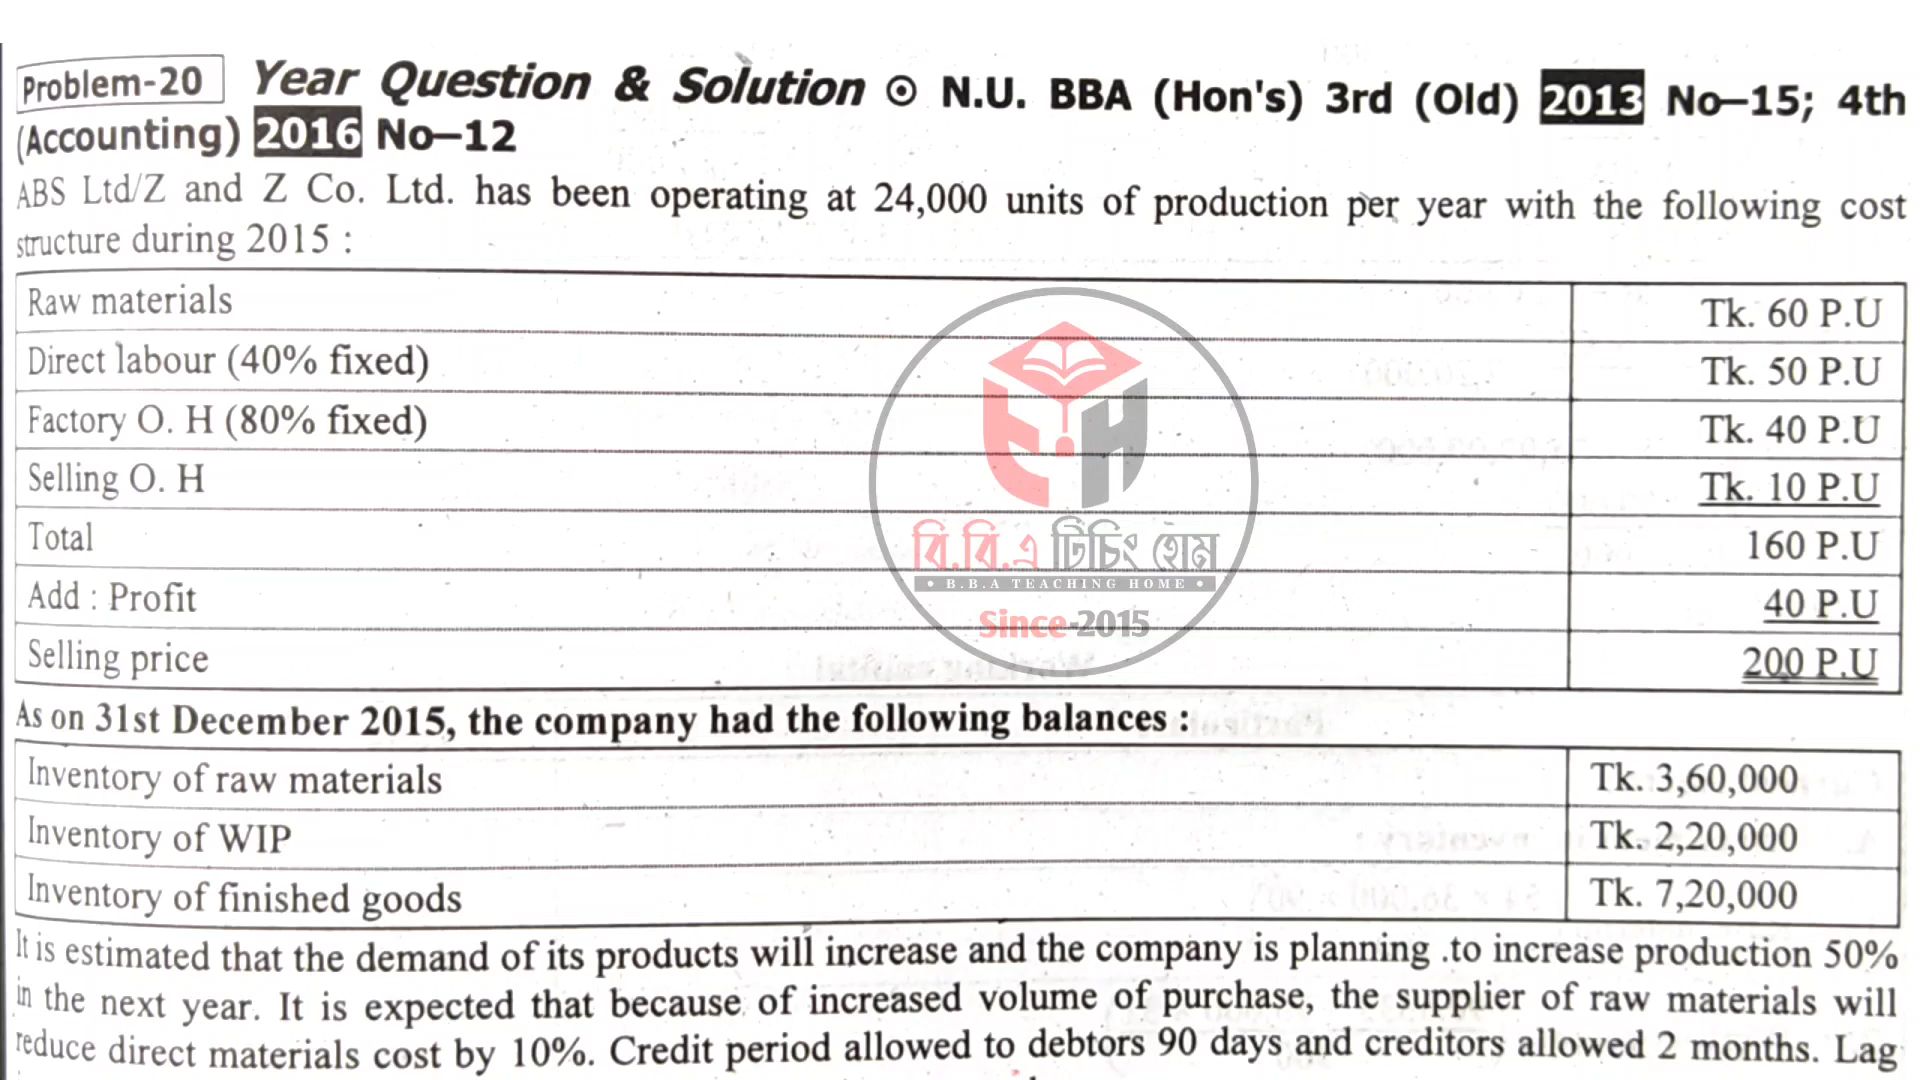 Problem-20 Year Question & Solution ⊙ N.U. BBA (Hon's) 3rd (Old) 2013 No–15; 4th
(Accounting) 2016 No–12
ABS Ltd/Z and Z Co. Ltd. has been operating at 24,000 units of production per year with the following cost
structure during 2015 :
Raw materials Tk. 60 P.U
Direct labour (40% fixed) Tk. 50 P.U
Factory O. H (80% fixed) Tk. 40 P.U
Selling O. H Tk. 10 P.U
Total 160 P.U
Add : Profit 40 P.U
Selling price 200 P.U
বি.বি.এ টিচিং হোম
• B.B.A TEACHING HOME •
Since-2015
As on 31st December 2015, the company had the following balances :
Inventory of raw materials Tk. 3,60,000
Inventory of WIP Tk. 2,20,000
Inventory of finished goods Tk. 7,20,000
It is estimated that the demand of its products will increase and the company is planning .to increase production 50%
in the next year. It is expected that because of increased volume of purchase, the supplier of raw materials will
reduce direct materials cost by 10%. Credit period allowed to debtors 90 days and creditors allowed 2 months. Lag